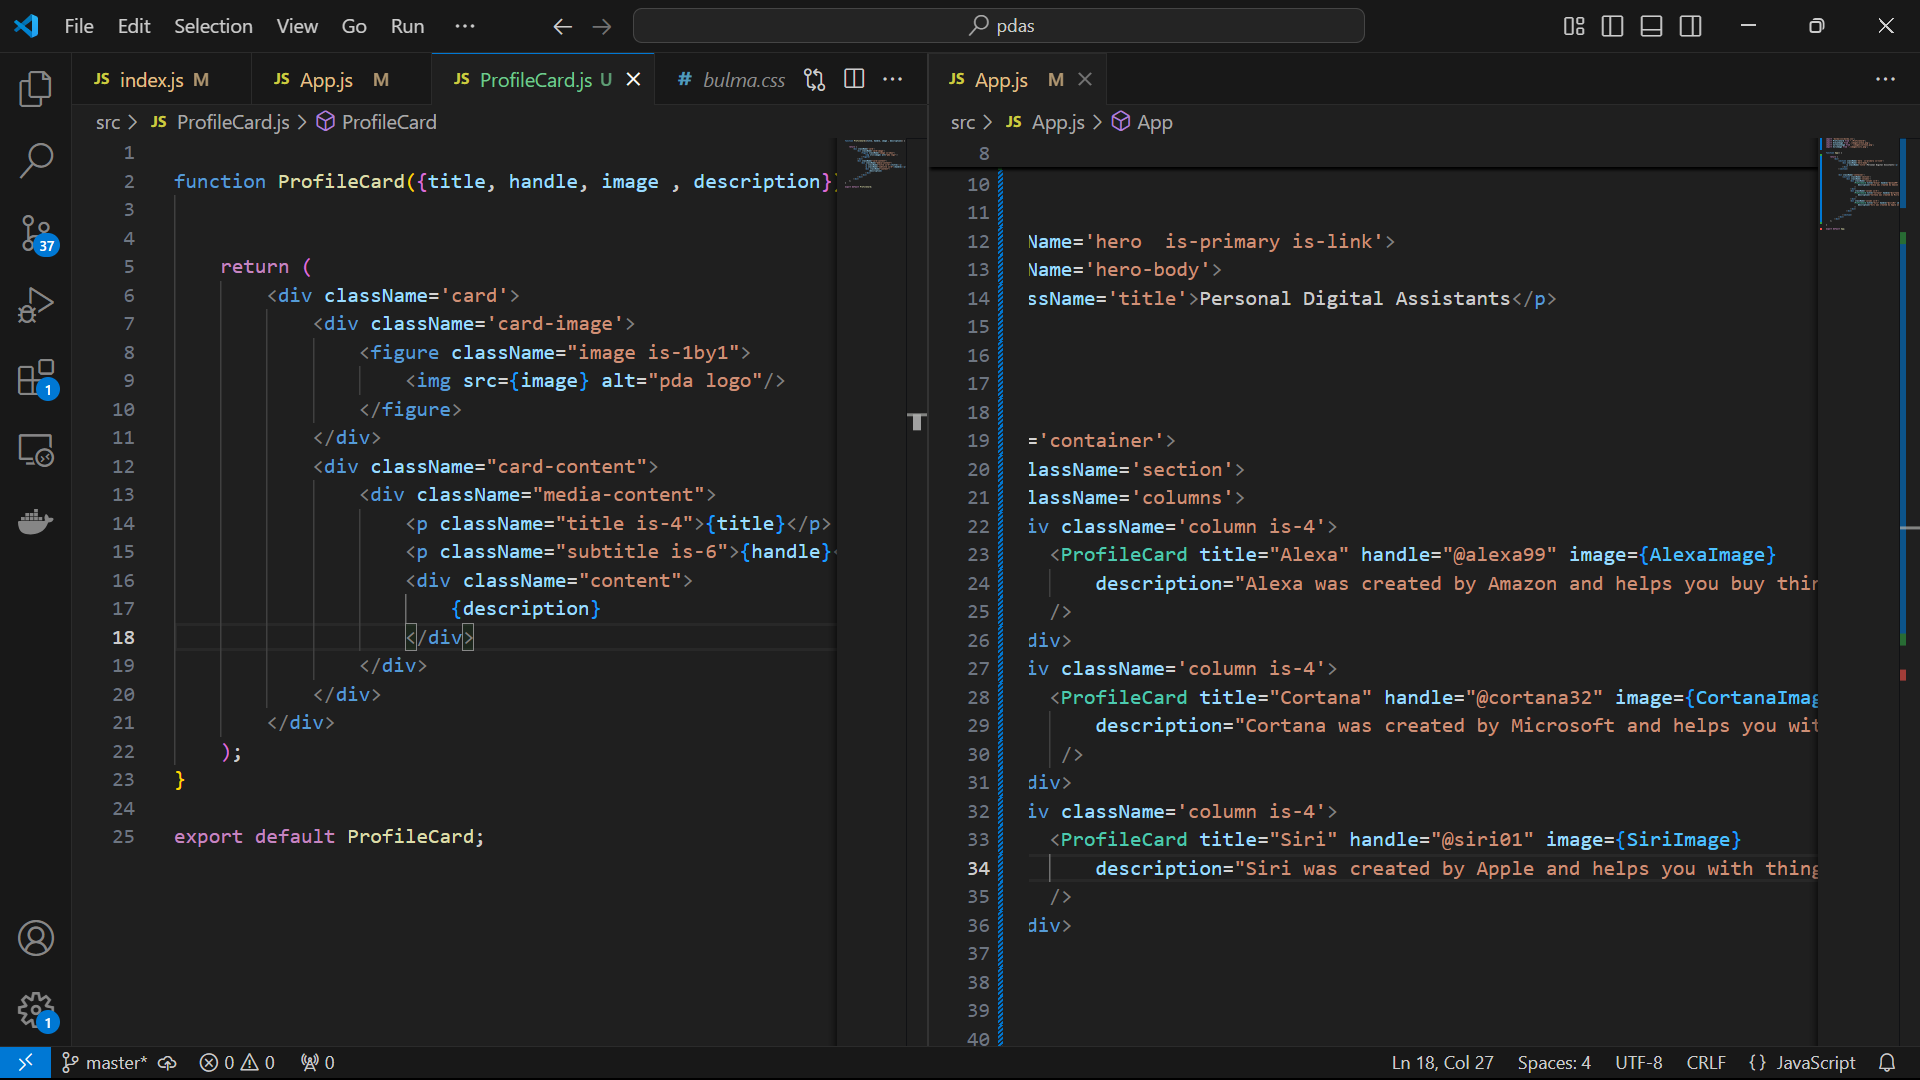 File Edit Selection View Go Run ··· pdas
JS index.js M JS App.js M JS ProfileCard.js U # bulma.css
src > JS ProfileCard.js > ProfileCard
1
2 function ProfileCard({title, handle, image , description}
3
4
5 return (
6 <div className='card'>
7 <div className='card-image'>
8 <figure className="image is-1by1">
9 <img src={image} alt="pda logo"/>
10 </figure>
11 </div>
12 <div className="card-content">
13 <div className="media-content">
14 <p className="title is-4">{title}</p>
15 <p className="subtitle is-6">{handle}
16 <div className="content">
17 {description}
18 </div>
19 </div>
20 </div>
21 </div>
22 );
23 }
24
25 export default ProfileCard;
JS App.js M
src > JS App.js > App
8
10
11
12 Name='hero  is-primary is-link'>
13 Name='hero-body'>
14 ssName='title'>Personal Digital Assistants</p>
15
16
17
18
19 ='container'>
20 lassName='section'>
21 lassName='columns'>
22 iv className='column is-4'>
23 <ProfileCard title="Alexa" handle="@alexa99" image={AlexaImage}
24 description="Alexa was created by Amazon and helps you buy thin
25 />
26 div>
27 iv className='column is-4'>
28 <ProfileCard title="Cortana" handle="@cortana32" image={CortanaImag
29 description="Cortana was created by Microsoft and helps you wit
30 />
31 div>
32 iv className='column is-4'>
33 <ProfileCard title="Siri" handle="@siri01" image={SiriImage}
34 description="Siri was created by Apple and helps you with thing
35 />
36 div>
37
38
39
40
37
1
1
master* 0 0 0 Ln 18, Col 27 Spaces: 4 UTF-8 CRLF {} JavaScript